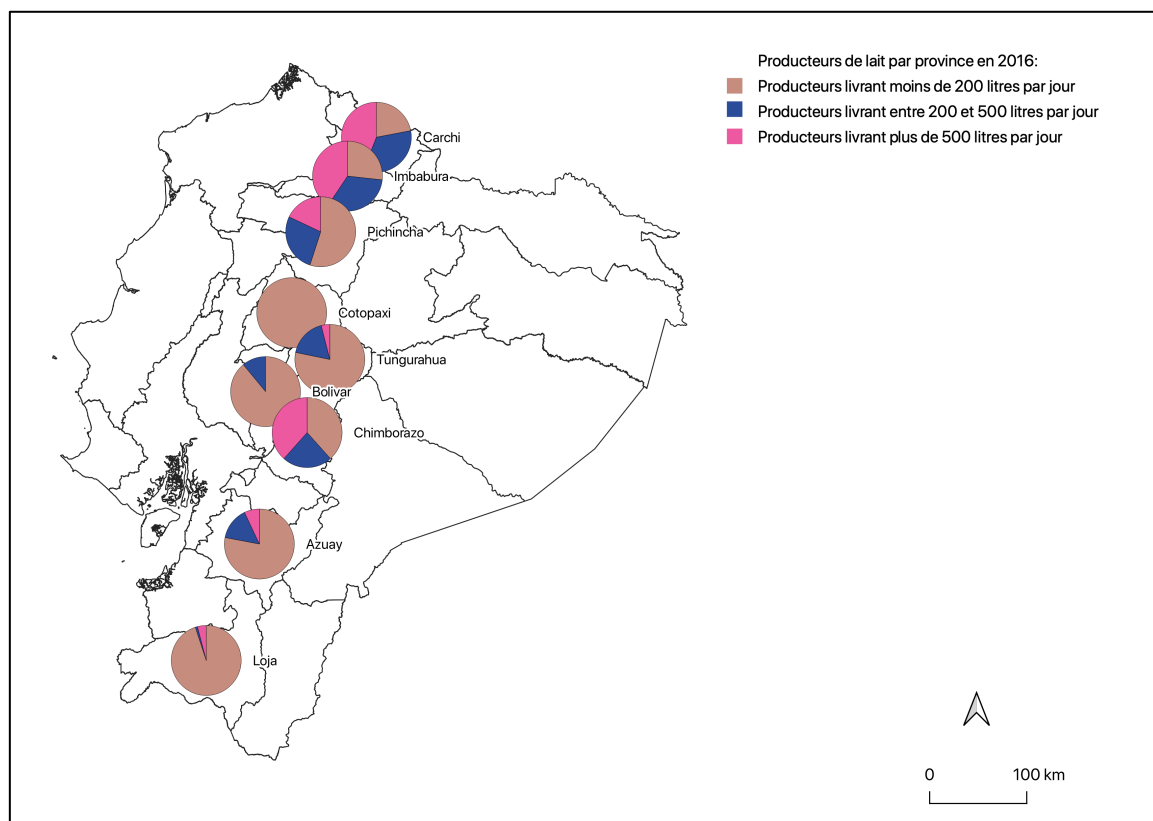 Producteurs de lait par province en 2016:
Producteurs livrant moins de 200 litres par jour
Producteurs livrant entre 200 et 500 litres par jour
Producteurs livrant plus de 500 litres par jour
Carchi
Imbabura
Pichincha
Cotopaxi
Tungurahua
Bolivar
Chimborazo
Azuay
Loja
0 100 km